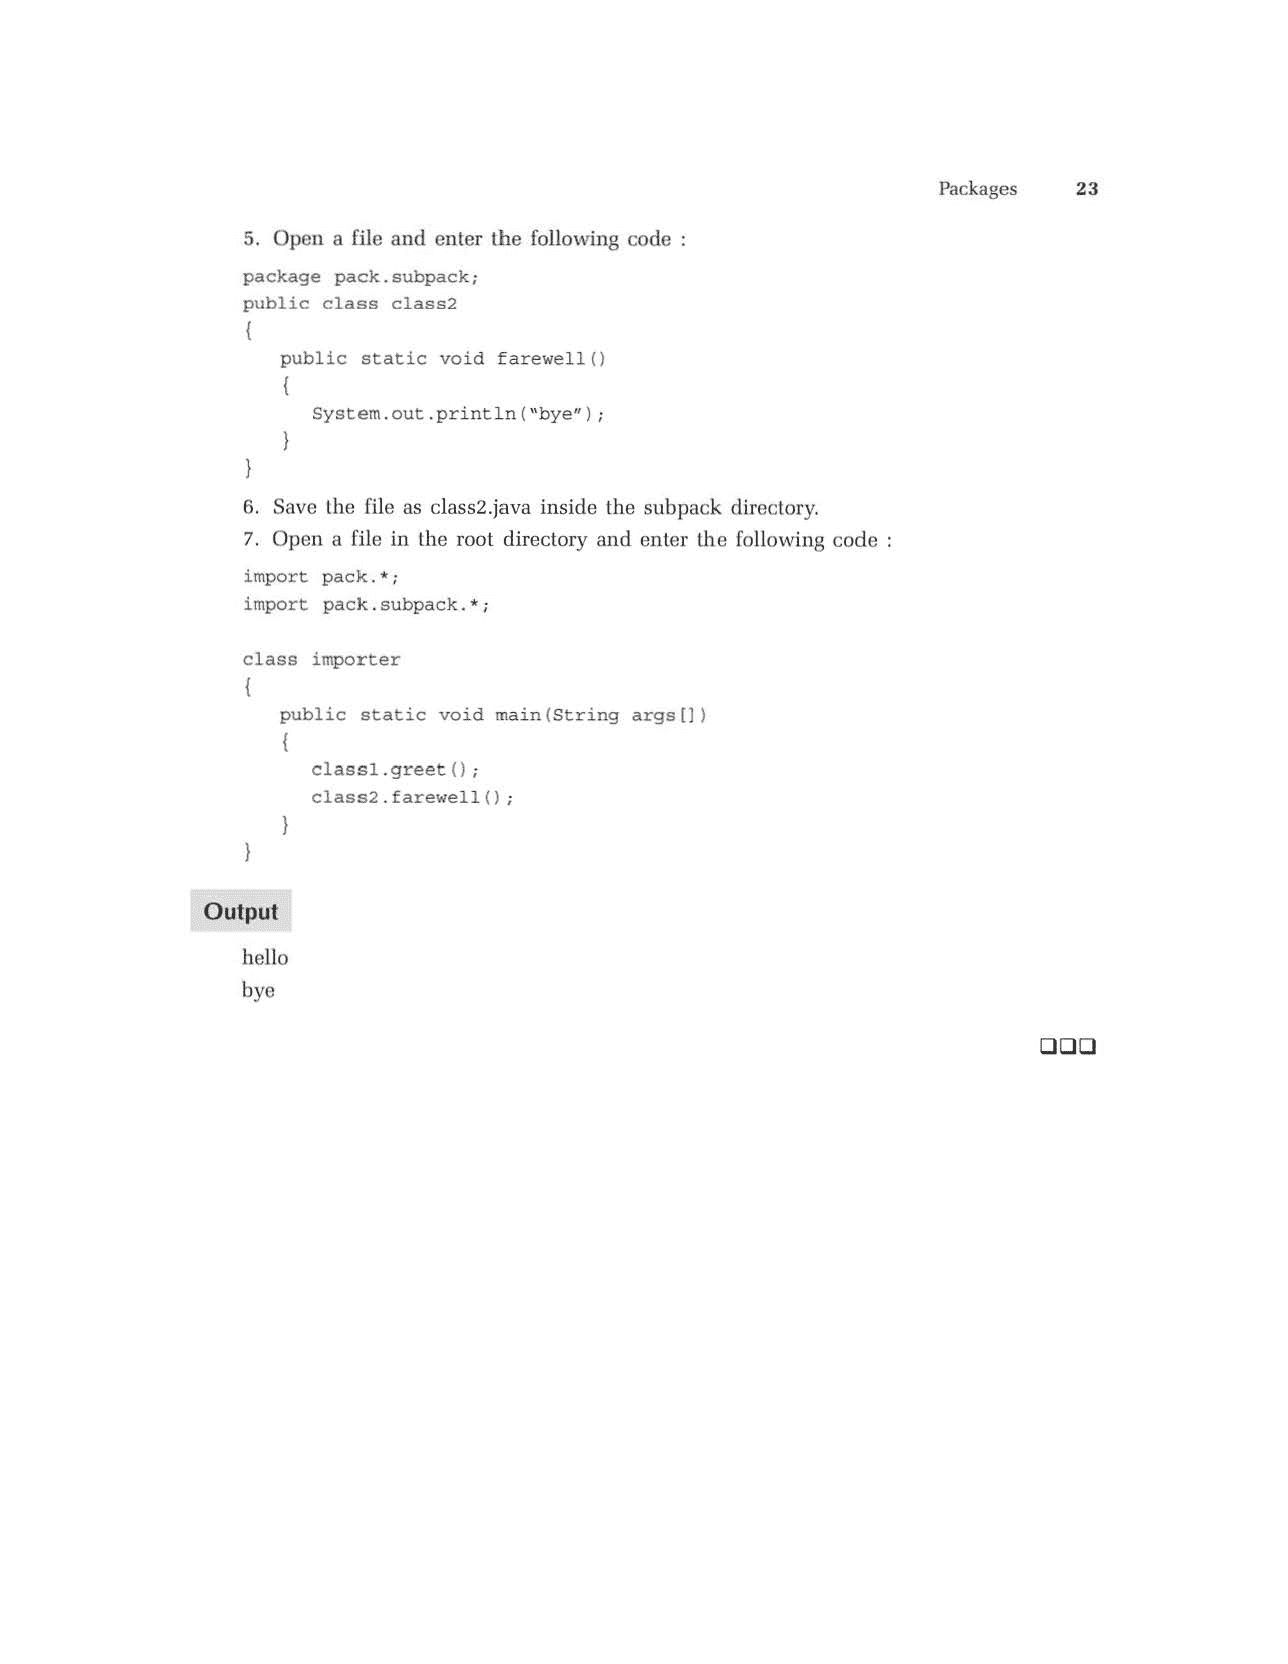 Packages 23
5. Open a file and enter the following code :
package pack.subpack;
public class class2
{
public static void farewell()
{
System.out.println("bye");
}
}
6. Save the file as class2.java inside the subpack directory.
7. Open a file in the root directory and enter the following code :
import pack.*;
import pack.subpack.*;
class importer
{
public static void main(String args[])
{
class1.greet();
class2.farewell();
}
}
Output
hello
bye
❑❑❑